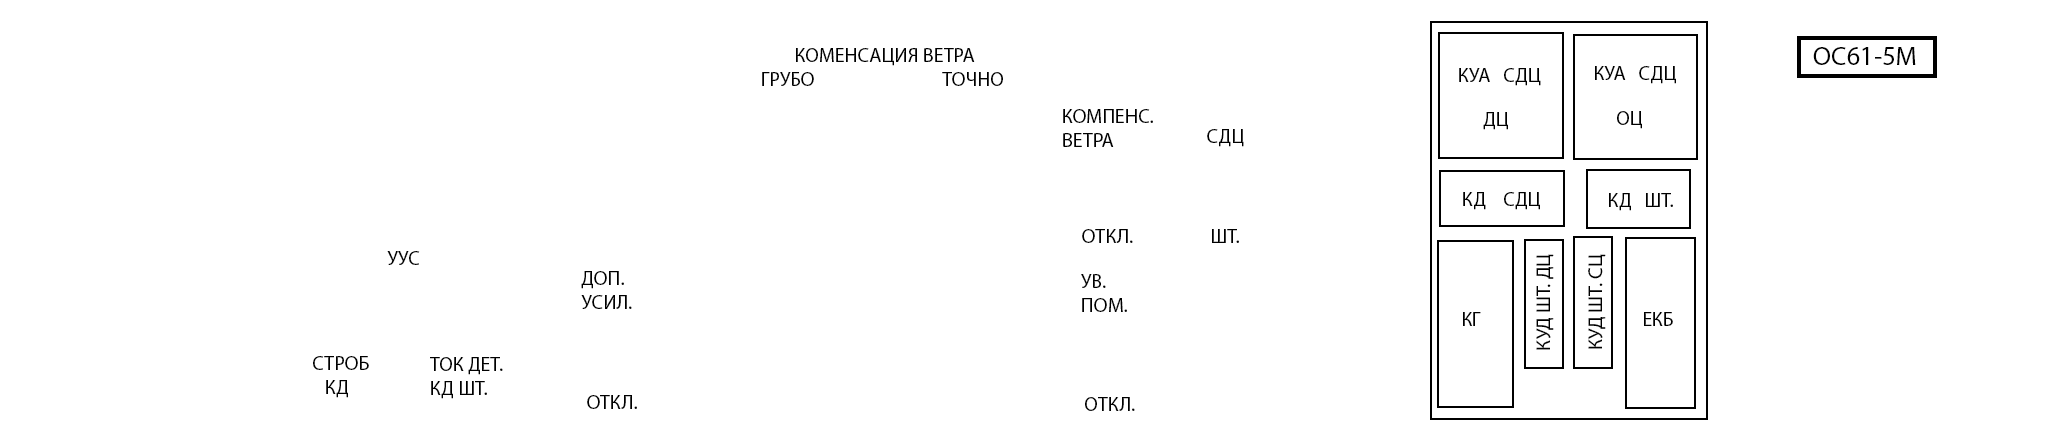 КОМЕНСАЦИЯ ВЕТРА
ГРУБО ТОЧНО
КОМПЕНС.
ВЕТРА
СДЦ
ОТКЛ. ШТ.
УУС
ДОП.
УСИЛ.
УВ.
ПОМ.
СТРОБ
КД
ТОК ДЕТ.
КД ШТ.
ОТКЛ.
ОТКЛ.
КУА СДЦ
ДЦ
КУА СДЦ
ОЦ
КД СДЦ
КД ШТ.
КГ
КУД ШТ. ДЦ
КУД ШТ. СЦ
ЕКБ
ОС61-5М